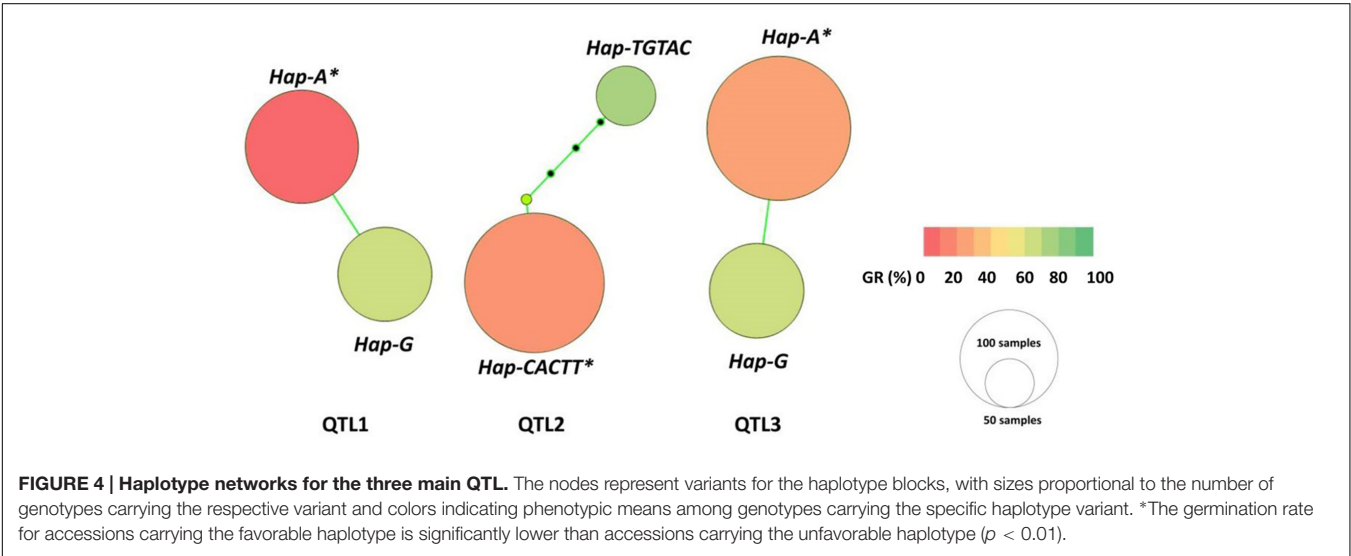 Hap-A*
Hap-TGTAC
Hap-A*
Hap-G
Hap-CACTT*
Hap-G
QTL1
QTL2
QTL3
GR (%) 0 20 40 60 80 100
100 samples
50 samples
FIGURE 4 | Haplotype networks for the three main QTL. The nodes represent variants for the haplotype blocks, with sizes proportional to the number of
genotypes carrying the respective variant and colors indicating phenotypic means among genotypes carrying the specific haplotype variant. *The germination rate
for accessions carrying the favorable haplotype is significantly lower than accessions carrying the unfavorable haplotype (p < 0.01).